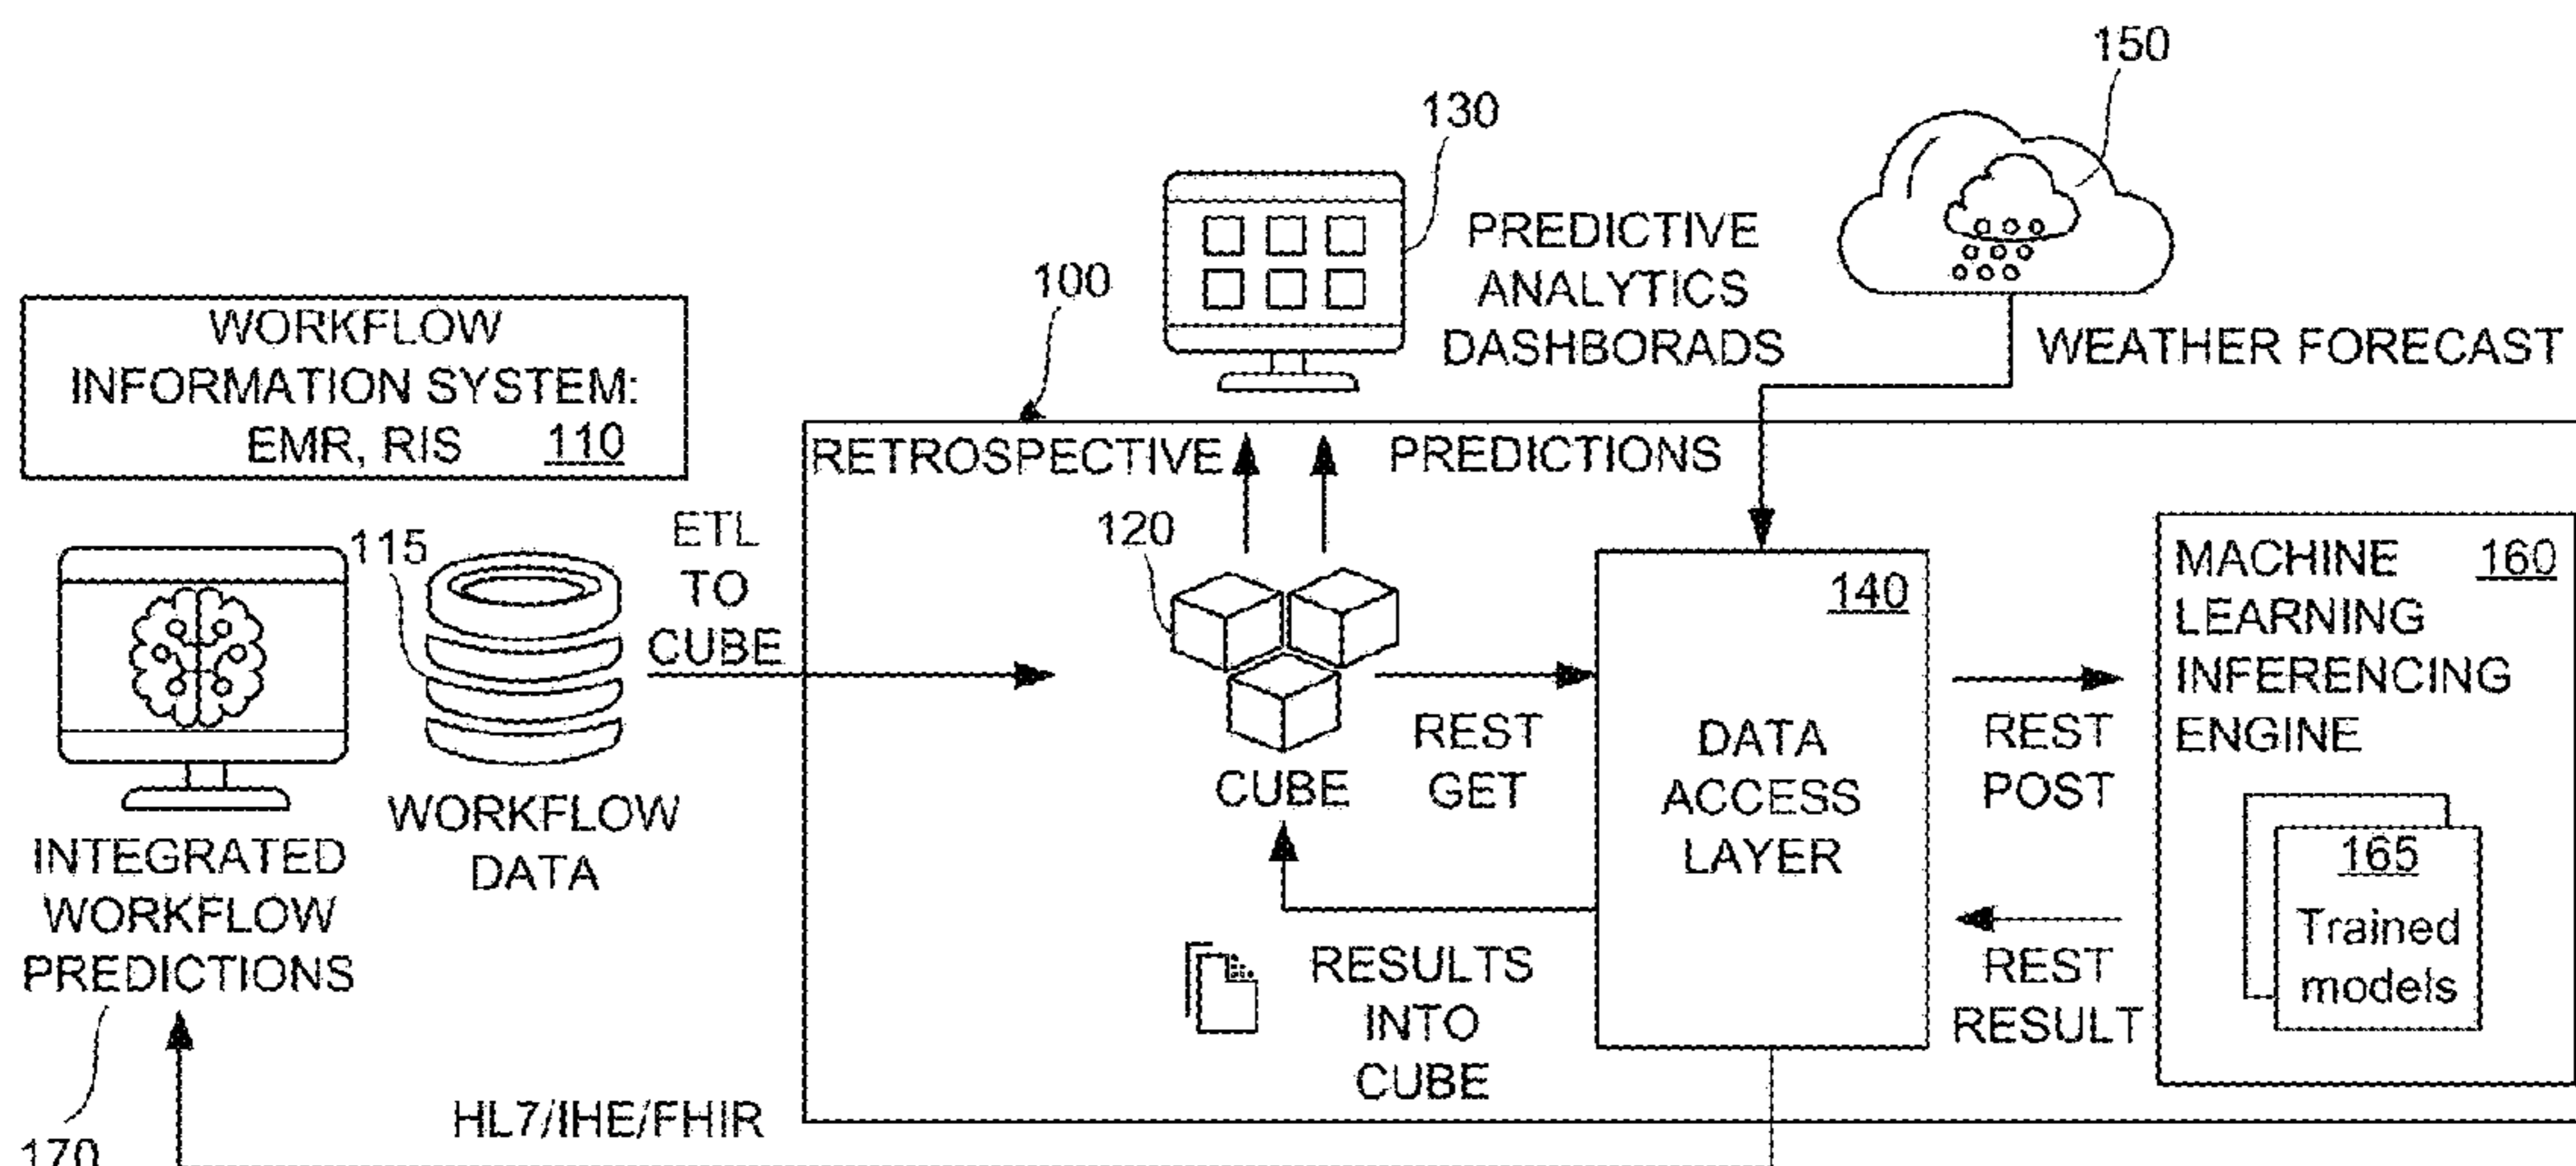 150
130
PREDICTIVE
ANALYTICS
DASHBORADS
100
WEATHER FORECAST
WORKFLOW
INFORMATION SYSTEM:
EMR, RIS 110
RETROSPECTIVE
PREDICTIONS
115
ETL
TO
CUBE
120
140
MACHINE 160
LEARNING
INFERENCING
ENGINE
REST
GET
DATA
ACCESS
LAYER
REST
POST
CUBE
WORKFLOW
DATA
INTEGRATED
WORKFLOW
PREDICTIONS
165
Trained
models
RESULTS
INTO
CUBE
REST
RESULT
HL7/IHE/FHIR
170